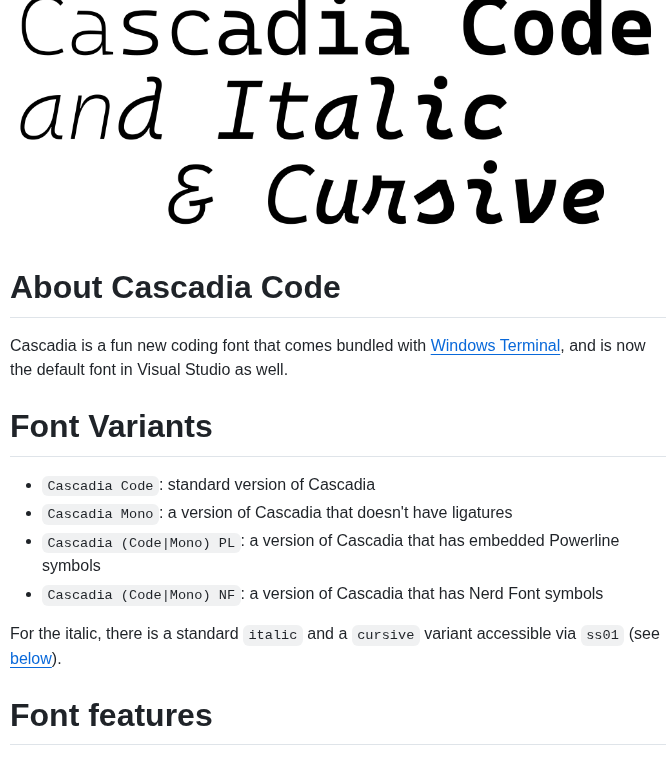 Cascadia Code
and Italic
& Cursive
About Cascadia Code
Cascadia is a fun new coding font that comes bundled with Windows Terminal, and is now
the default font in Visual Studio as well.
Font Variants
• Cascadia Code: standard version of Cascadia
• Cascadia Mono: a version of Cascadia that doesn't have ligatures
• Cascadia (Code|Mono) PL: a version of Cascadia that has embedded Powerline
symbols
• Cascadia (Code/Mono) NF: a version of Cascadia that has Nerd Font symbols
For the italic, there is a standard italic and a cursive variant accessible via ss01 (see
below).
Font features